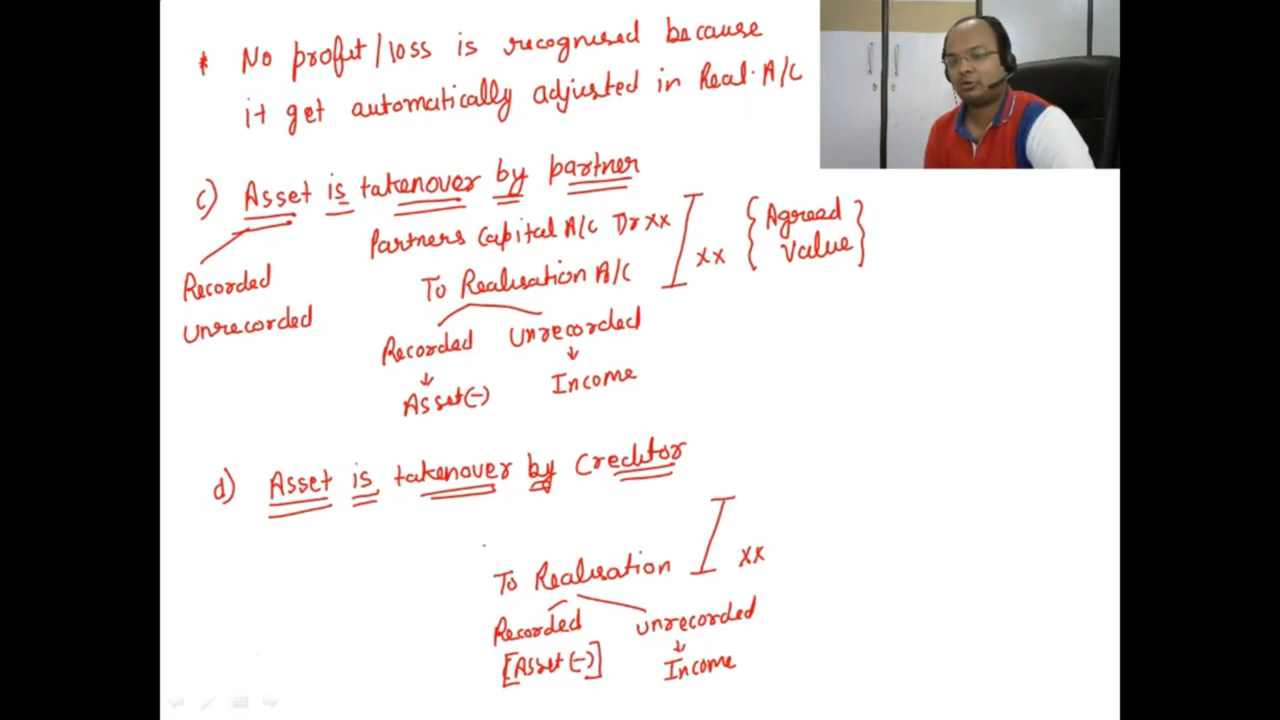 * No profit/loss is recognised because
it get automatically adjusted in Real. A/C
c) Asset is takenover by partner
Recorded
unrecorded
Partners Capital A/C Dr xx
To Realisation A/C
xx
{Agreed
Value}
Recorded
Unrecorded
Asset(-)
Income
d) Asset is takenover by Creditor
To Realisation
xx
Recorded
unrecorded
[Asset (-)]
Income